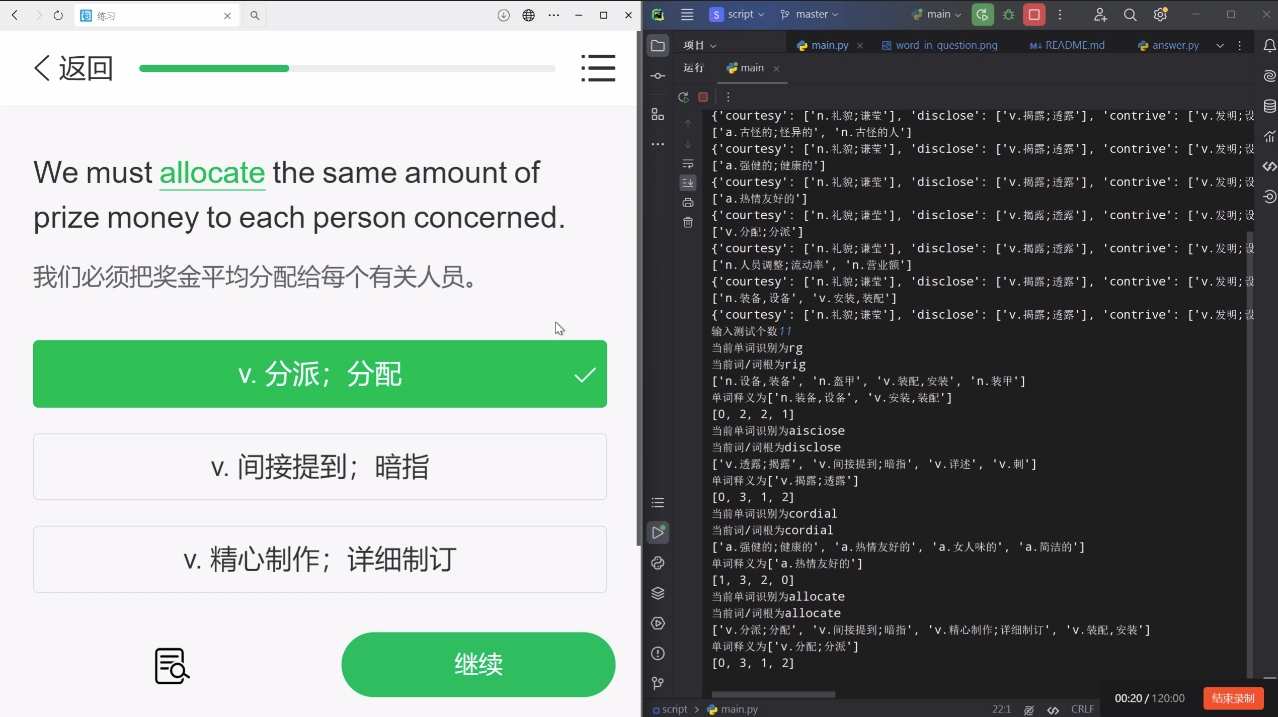 练习
返回
We must allocate the same amount of
prize money to each person concerned.
我们必须把奖金平均分配给每个有关人员。
v. 分派；分配
v. 间接提到；暗指
v. 精心制作；详细制订
继续
script
master
main
项目
main.py
word in question.png
README.md
answer.py
运行
main
{'courtesy': ['n.礼貌;谦莹'], 'disclose': ['v.揭露;透露'], 'contrive': ['v.发明;设
['a.古怪的;怪异的', 'n.古怪的人']
{'courtesy': ['n.礼貌;谦莹'], 'disclose': ['v.揭露;透露'], 'contrive': ['v.发明;设
['a.强健的;健康的']
{'courtesy': ['n.礼貌;谦莹'], 'disclose': ['v.揭露;透露'], 'contrive': ['v.发明;设
['a.热情友好的']
{'courtesy': ['n.礼貌;谦莹'], 'disclose': ['v.揭露;透露'], 'contrive': ['v.发明;设
['v.分配;分派']
{'courtesy': ['n.礼貌;谦莹'], 'disclose': ['v.揭露;透露'], 'contrive': ['v.发明;设
['n.人员调整;流动率', 'n.营业额']
{'courtesy': ['n.礼貌;谦莹'], 'disclose': ['v.揭露;透露'], 'contrive': ['v.发明;设
['n.装备,设备', 'v.安装,装配']
{'courtesy': ['n.礼貌;谦莹'], 'disclose': ['v.揭露;透露'], 'contrive': ['v.发明;设
输入测试个数11
当前单词识别为rg
当前词/词根为rig
['n.设备,装备', 'n.盔甲', 'v.装配,安装', 'n.装甲']
单词释义为['n.装备,设备', 'v.安装,装配']
[0, 2, 2, 1]
当前单词识别为aisciose
当前词/词根为disclose
['v.透露;揭露', 'v.间接提到;暗指', 'v.详述', 'v.刺']
单词释义为['v.揭露;透露']
[0, 3, 1, 2]
当前单词识别为cordial
当前词/词根为cordial
['a.强健的;健康的', 'a.热情友好的', 'a.女人味的', 'a.简洁的']
单词释义为['a.热情友好的']
[1, 3, 2, 0]
当前单词识别为allocate
当前词/词根为allocate
['v.分派;分配', 'v.间接提到;暗指', 'v.精心制作;详细制订', 'v.装配,安装']
单词释义为['v.分配;分派']
[0, 3, 1, 2]
script
main.py
22:1
CRLF
00:20 / 120:00
结束录制